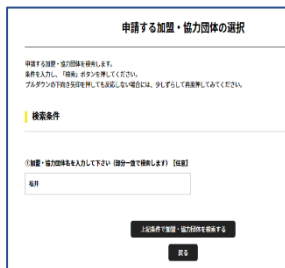 申請する加盟・協力団体の選択
申請する加盟・協力団体を検索します。
条件を入力し、「検索」ボタンを押してください。
プルダウンの下向き矢印を押しても反応しない場合には、少しずらして再度押してみてください。
検索条件
①加盟・協力団体名を入力して下さい（部分一致で検索します）【任意】
福井
上記条件で加盟・協力団体を検索する
戻る